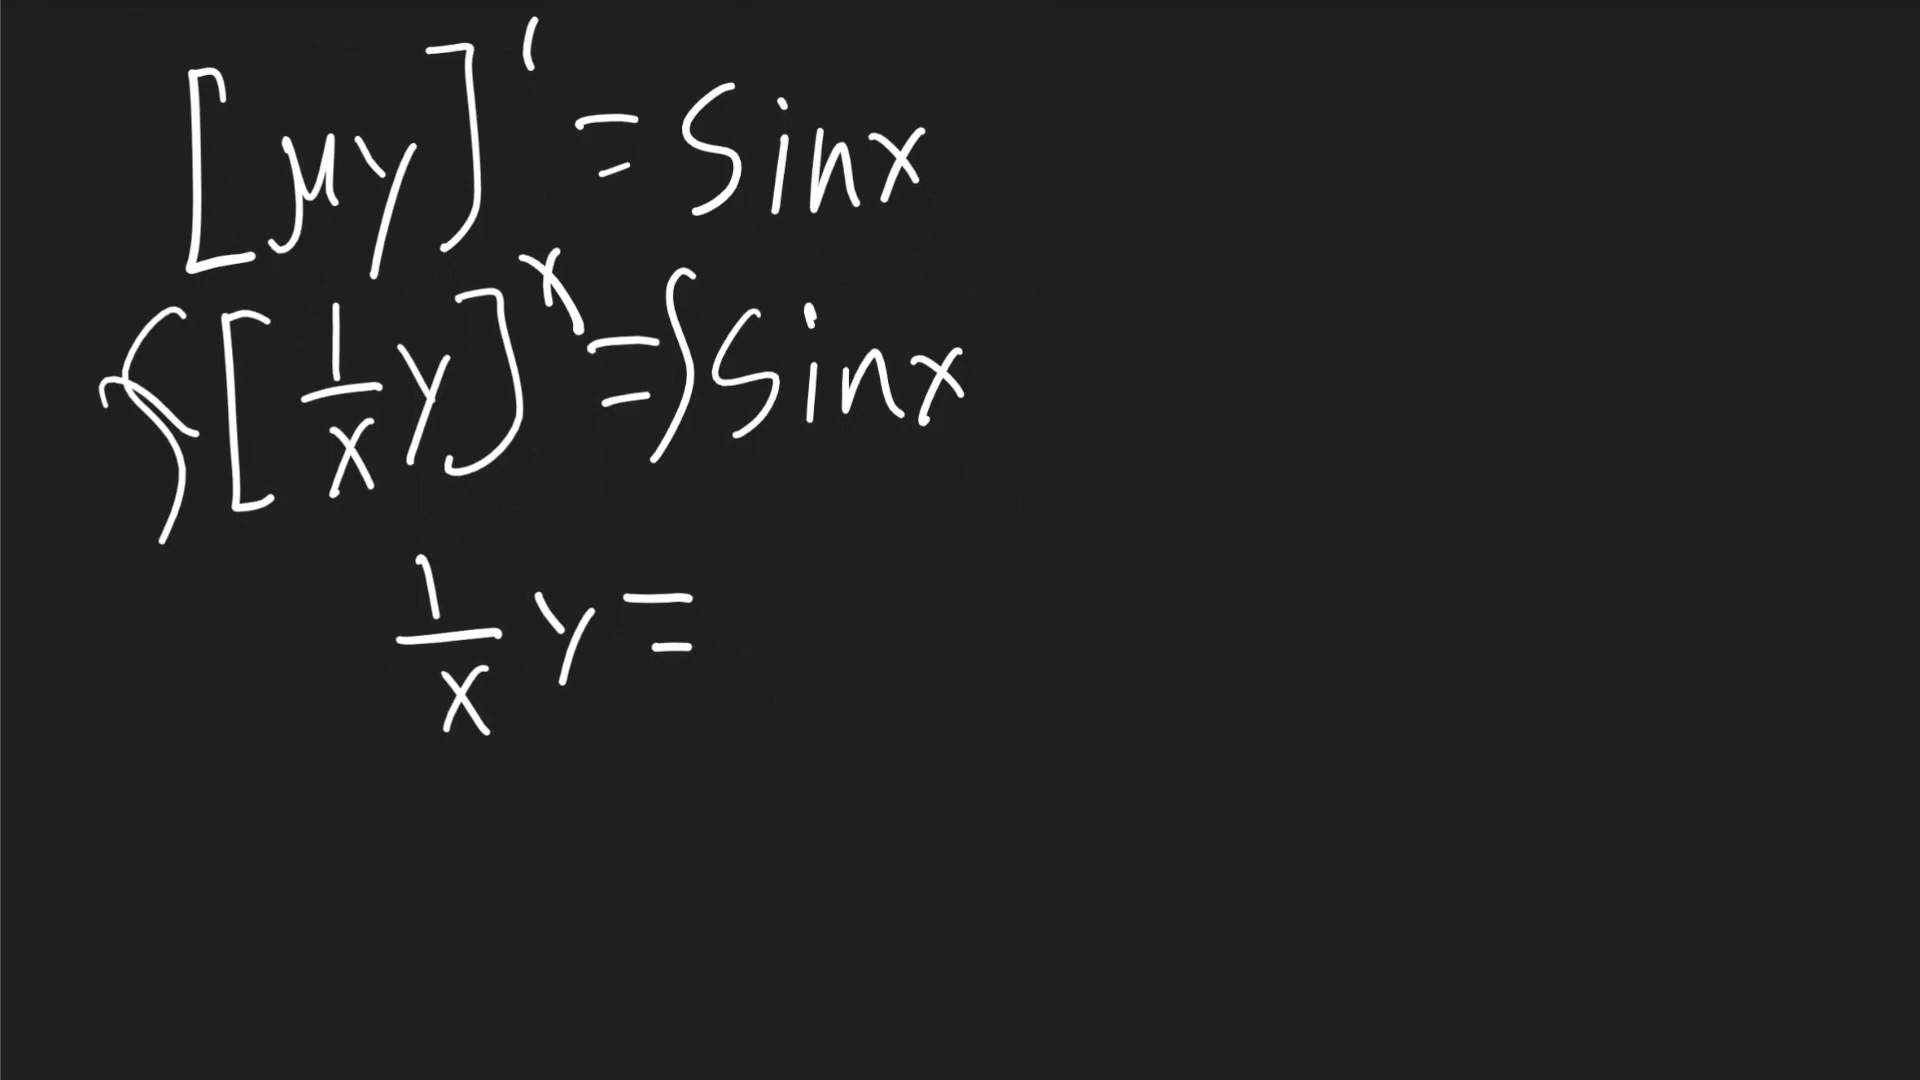 [μy]' = sinx
∫[1/x y]' = ∫sinx
1/x y =